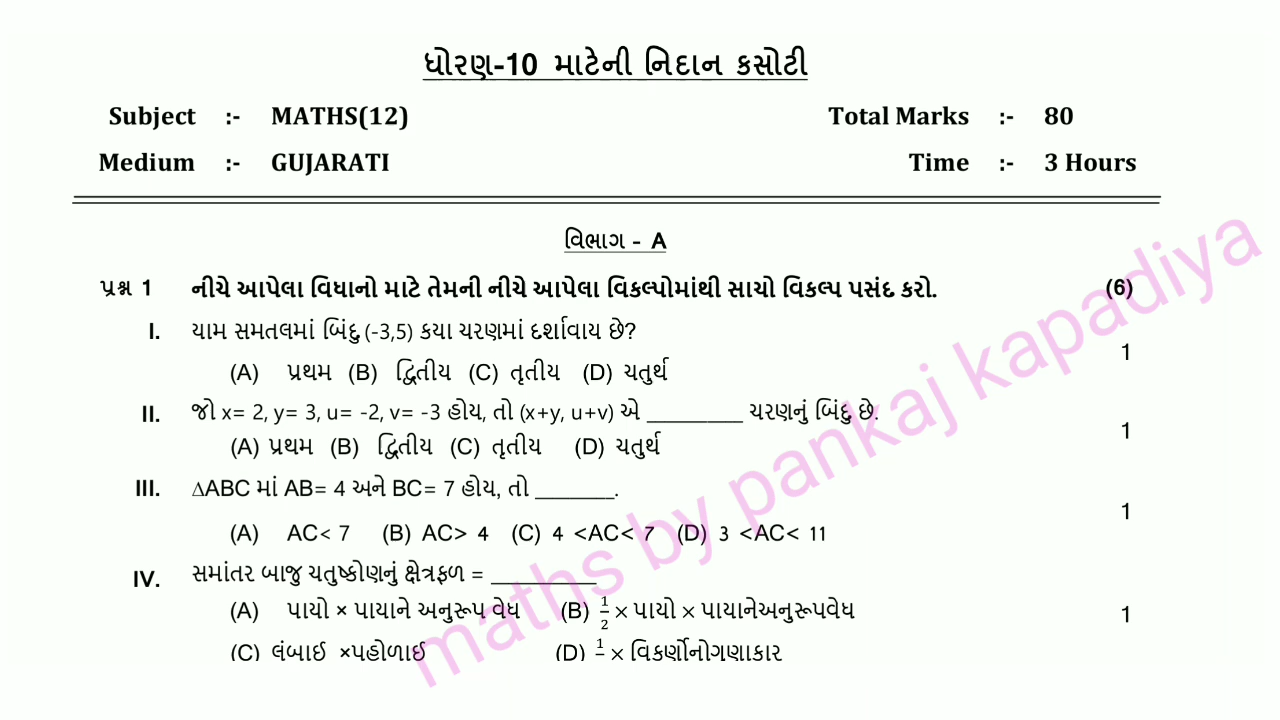 ધોરણ-10 માટેની નિદાન કસોટી
Subject :- MATHS(12) Total Marks :- 80
Medium :- GUJARATI Time :- 3 Hours
વિભાગ - A
પ્રશ્ન 1 નીચે આપેલા વિધાનો માટે તેમની નીચે આપેલા વિકલ્પોમાંથી સાચો વિકલ્પ પસંદ કરો. (6)
I. યામ સમતલમાં બિંદુ (-3,5) કયા ચરણમાં દર્શાવાય છે? 1
(A) પ્રથમ (B) દ્વિતીય (C) તૃતીય (D) ચતુર્થ
II. જો x= 2, y= 3, u= -2, v= -3 હોય, તો (x+y, u+v) એ ________ ચરણનું બિંદુ છે. 1
(A) પ્રથમ (B) દ્વિતીય (C) તૃતીય (D) ચતુર્થ
III. ∆ABC માં AB= 4 અને BC= 7 હોય, તો _______. 1
(A) AC< 7 (B) AC> 4 (C) 4 <AC< 7 (D) 3 <AC< 11
IV. સમાંતર બાજુ ચતુષ્કોણનું ક્ષેત્રફળ = _________ 1
(A) પાયો × પાયાને અનુરૂપ વેધ (B) 1/2 × પાયો × પાયાનેઅનુરૂપવેધ
(C) લંબાઈ ×પહોળાઈ (D) 1 × વિકર્ણોનોગણાકાર
maths by pankaj kapadiya